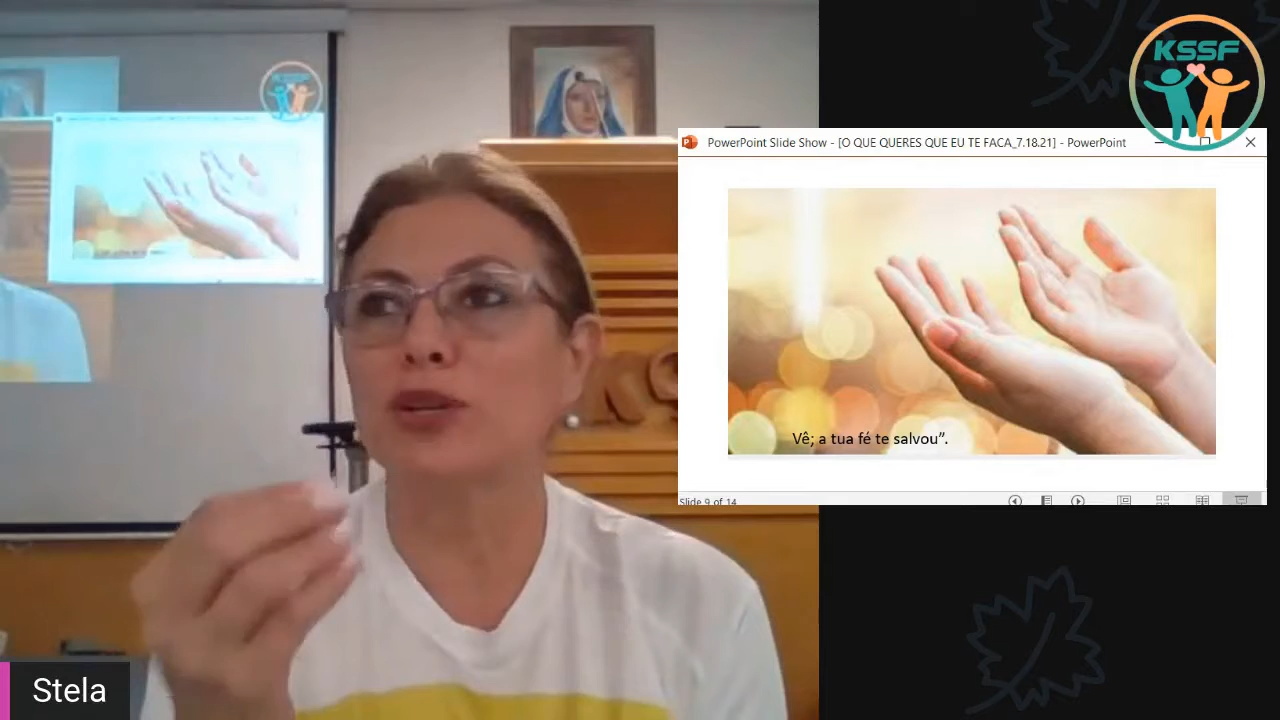 KSSF
KSSF
PowerPoint Slide Show - [O QUE QUERES QUE EU TE FACA_7.18.21] - PowerPoint
Vê; a tua fé te salvou”.
Slide 9 of 14
Stela